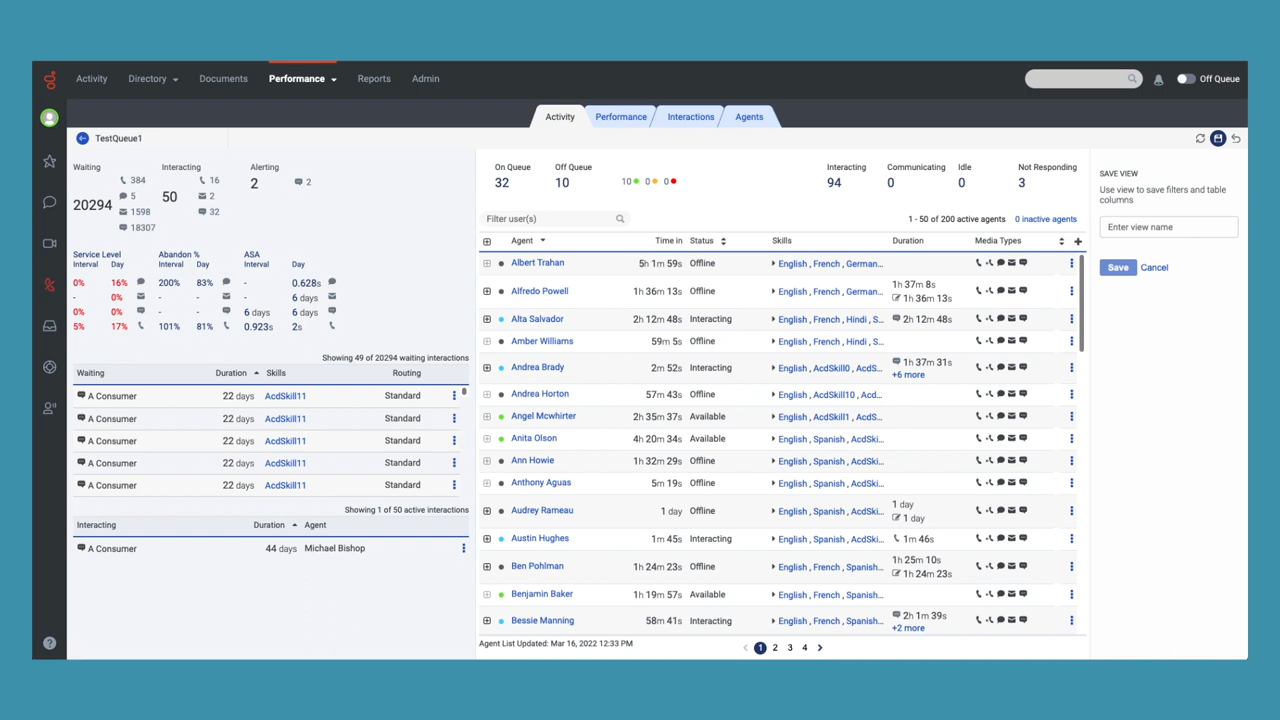 Activity Directory Documents Performance Reports Admin Off Queue
Activity Performance Interactions Agents
TestQueue1
Waiting Interacting Alerting
20294 384 5 1598 18307 50 16 2 32 2 2
Service Level Abandon % ASA
Interval Day Interval Day Interval Day
0% 16% 200% 83% - 0.628s
- 0% - - - 6 days
0% 0% - - 6 days 6 days
5% 17% 101% 81% 0.923s 2s
Showing 49 of 20294 waiting interactions
Waiting Duration Skills Routing
A Consumer 22 days AcdSkill11 Standard
A Consumer 22 days AcdSkill11 Standard
A Consumer 22 days AcdSkill11 Standard
A Consumer 22 days AcdSkill11 Standard
A Consumer 22 days AcdSkill11 Standard
Showing 1 of 50 active interactions
Interacting Duration Agent
A Consumer 44 days Michael Bishop
On Queue Off Queue Interacting Communicating Idle Not Responding
32 10 10 0 0 94 0 0 3
Filter user(s) 1 - 50 of 200 active agents 0 inactive agents
Agent Time in Status Skills Duration Media Types
Albert Trahan 5h 1m 59s Offline English , French , German...
Alfredo Powell 1h 36m 13s Offline English , French , German... 1h 37m 8s
1h 36m 13s
Alta Salvador 2h 12m 48s Interacting English , French , Hindi , S... 2h 12m 48s
Amber Williams 59m 5s Offline English , French , Hindi , S...
Andrea Brady 2m 52s Interacting English , AcdSkill0 , AcdS... 1h 37m 31s
+6 more
Andrea Horton 57m 43s Offline English , AcdSkill10 , Acd...
Angel Mcwhirter 2h 35m 37s Available English , AcdSkill1 , AcdS...
Anita Olson 4h 20m 34s Available English , Spanish , AcdSki...
Ann Howie 1h 32m 29s Offline English , Spanish , AcdSki...
Anthony Aguas 5m 19s Offline English , Spanish , AcdSki...
Audrey Rameau 1 day Offline English , Spanish , AcdSki... 1 day
1 day
Austin Hughes 1m 45s Interacting English , Spanish , AcdSki... 1m 46s
Ben Pohlman 1h 24m 23s Offline English , French , Spanish... 1h 25m 10s
1h 24m 23s
Benjamin Baker 1h 19m 57s Available English , French , Spanish...
Bessie Manning 58m 41s Interacting English , French , Spanish... 2h 1m 39s
+2 more
Agent List Updated: Mar 16, 2022 12:33 PM
1 2 3 4
SAVE VIEW
Use view to save filters and table
columns
Enter view name
Save Cancel